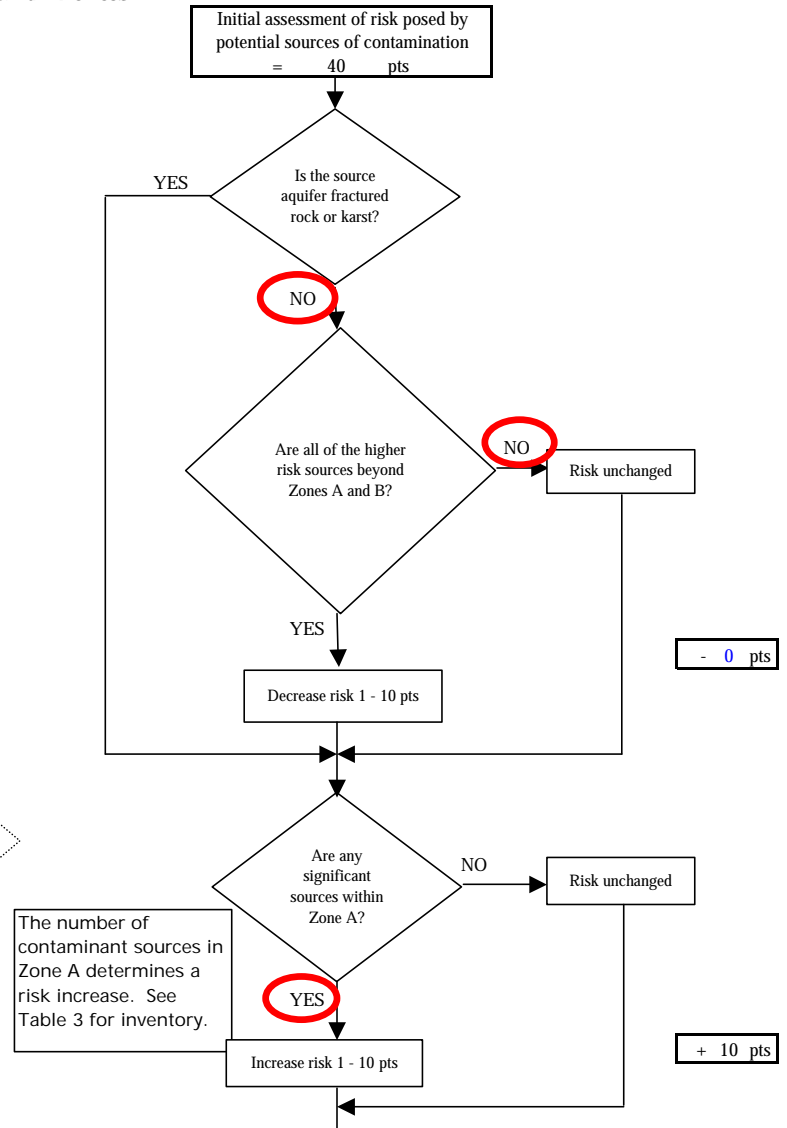 Initial assessment of risk posed by
potential sources of contamination
= 40 pts
YES
Is the source
aquifer fractured
rock or karst?
NO
Are all of the higher
risk sources beyond
Zones A and B?
NO
Risk unchanged
YES
- 0 pts
Decrease risk 1 - 10 pts
Are any
significant
sources within
Zone A?
NO
Risk unchanged
The number of
contaminant sources in
Zone A determines a
risk increase. See
Table 3 for inventory.
YES
+ 10 pts
Increase risk 1 - 10 pts